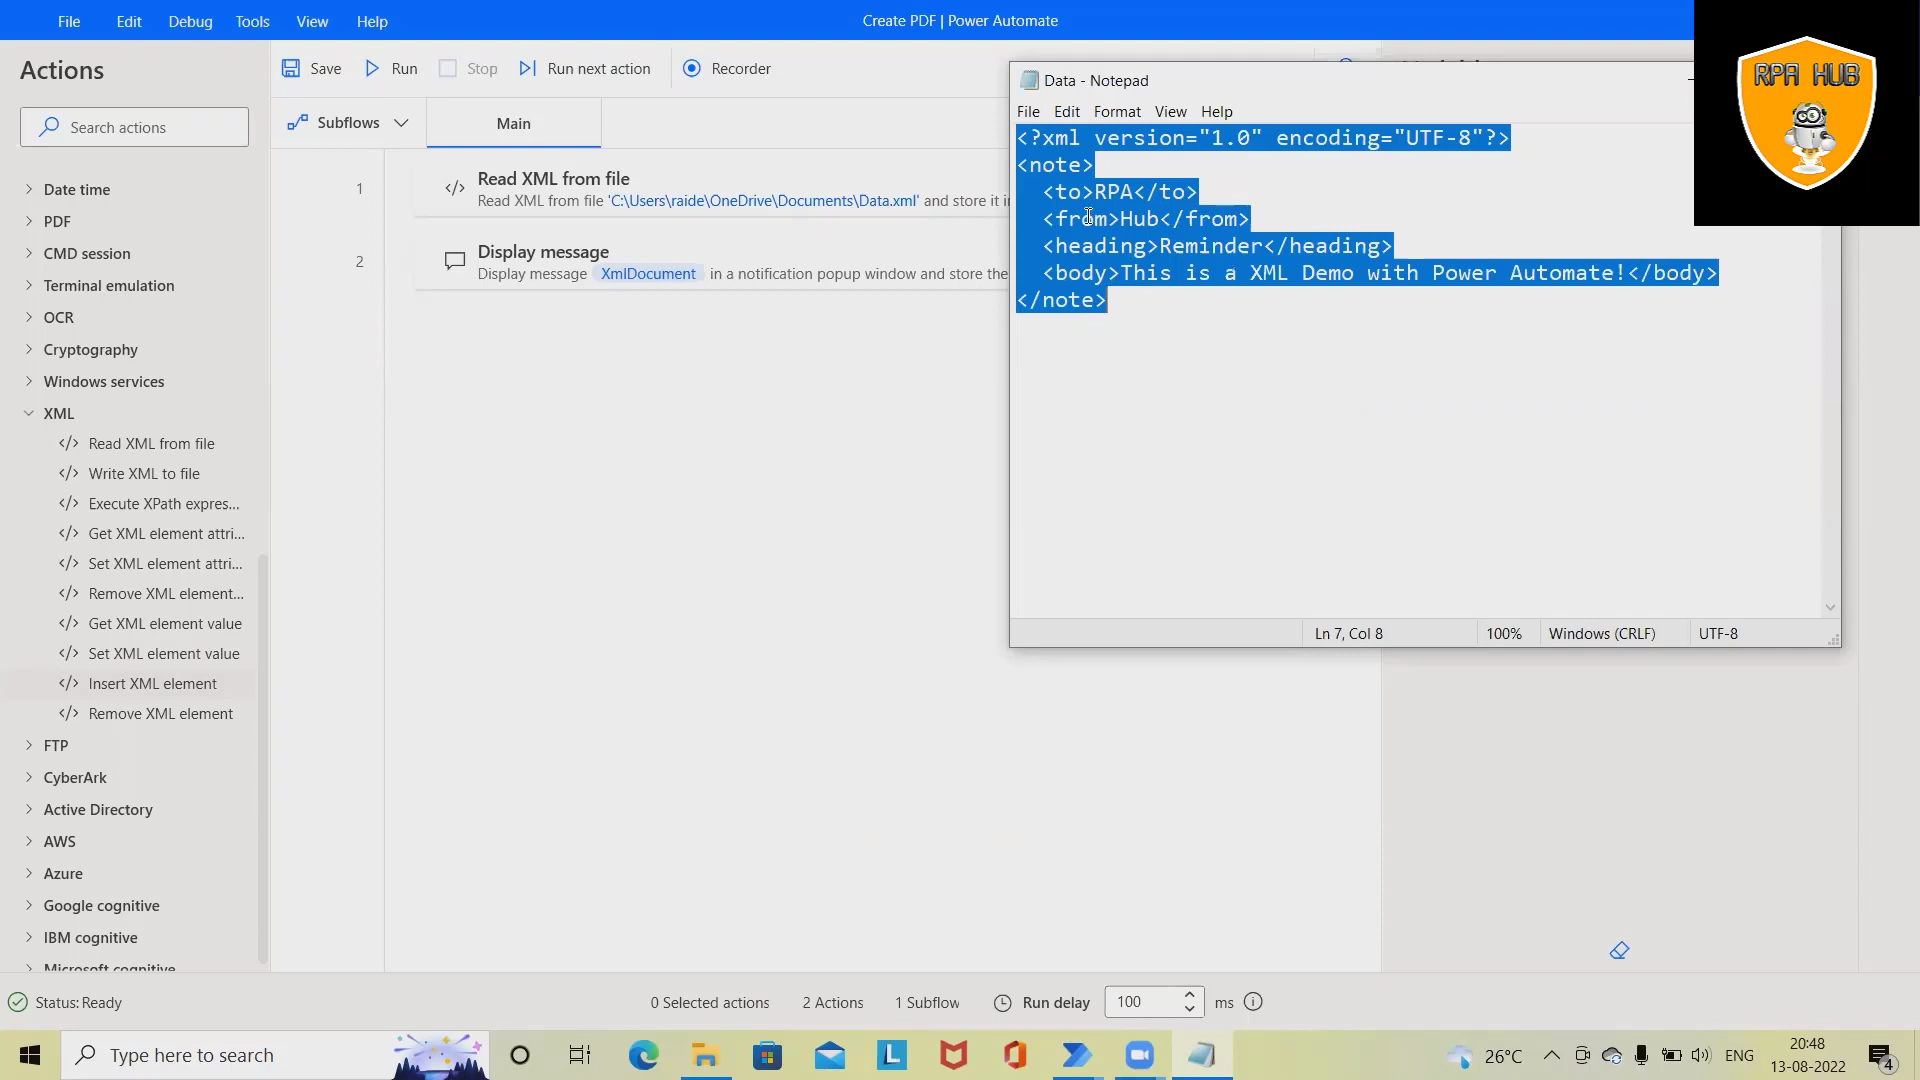 File Edit Debug Tools View Help
Create PDF | Power Automate
RPA HUB
Actions
Search actions
Date time
PDF
CMD session
Terminal emulation
OCR
Cryptography
Windows services
XML
Read XML from file
Write XML to file
Execute XPath expres...
Get XML element attri...
Set XML element attri...
Remove XML element...
Get XML element value
Set XML element value
Insert XML element
Remove XML element
FTP
CyberArk
Active Directory
AWS
Azure
Google cognitive
IBM cognitive
Microsoft cognitive
Save Run Stop Run next action Recorder
Subflows Main
1
Read XML from file
Read XML from file 'C:\Users\raide\OneDrive\Documents\Data.xml' and store it i
2
Display message
Display message XmlDocument in a notification popup window and store the
Data - Notepad
File Edit Format View Help
<?xml version="1.0" encoding="UTF-8"?>
<note>
<to>RPA</to>
<from>Hub</from>
<heading>Reminder</heading>
<body>This is a XML Demo with Power Automate!</body>
</note>
Ln 7, Col 8 100% Windows (CRLF) UTF-8
Status: Ready 0 Selected actions 2 Actions 1 Subflow Run delay 100 ms
Type here to search
26°C ENG
20:48
13-08-2022
4